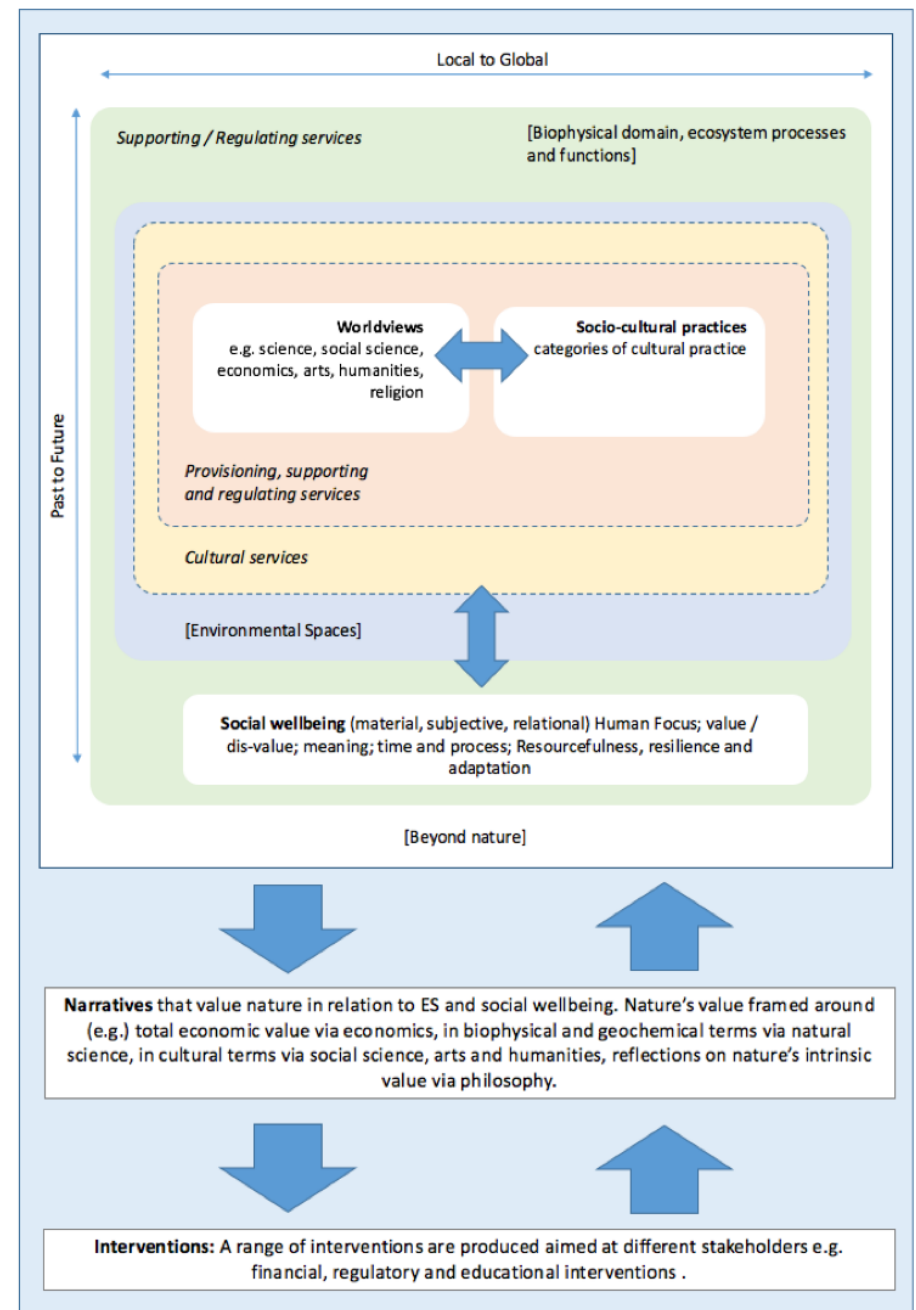 Local to Global
Supporting / Regulating services
[Biophysical domain, ecosystem processes
and functions]
Past to Future
Worldviews
e.g. science, social science,
economics, arts, humanities,
religion
Socio-cultural practices
categories of cultural practice
Provisioning, supporting
and regulating services
Cultural services
[Environmental Spaces]
Social wellbeing (material, subjective, relational) Human Focus; value /
dis-value; meaning; time and process; Resourcefulness, resilience and
adaptation
[Beyond nature]
Narratives that value nature in relation to ES and social wellbeing. Nature’s value framed around
(e.g.) total economic value via economics, in biophysical and geochemical terms via natural
science, in cultural terms via social science, arts and humanities, reflections on nature’s intrinsic
value via philosophy.
Interventions: A range of interventions are produced aimed at different stakeholders e.g.
financial, regulatory and educational interventions .